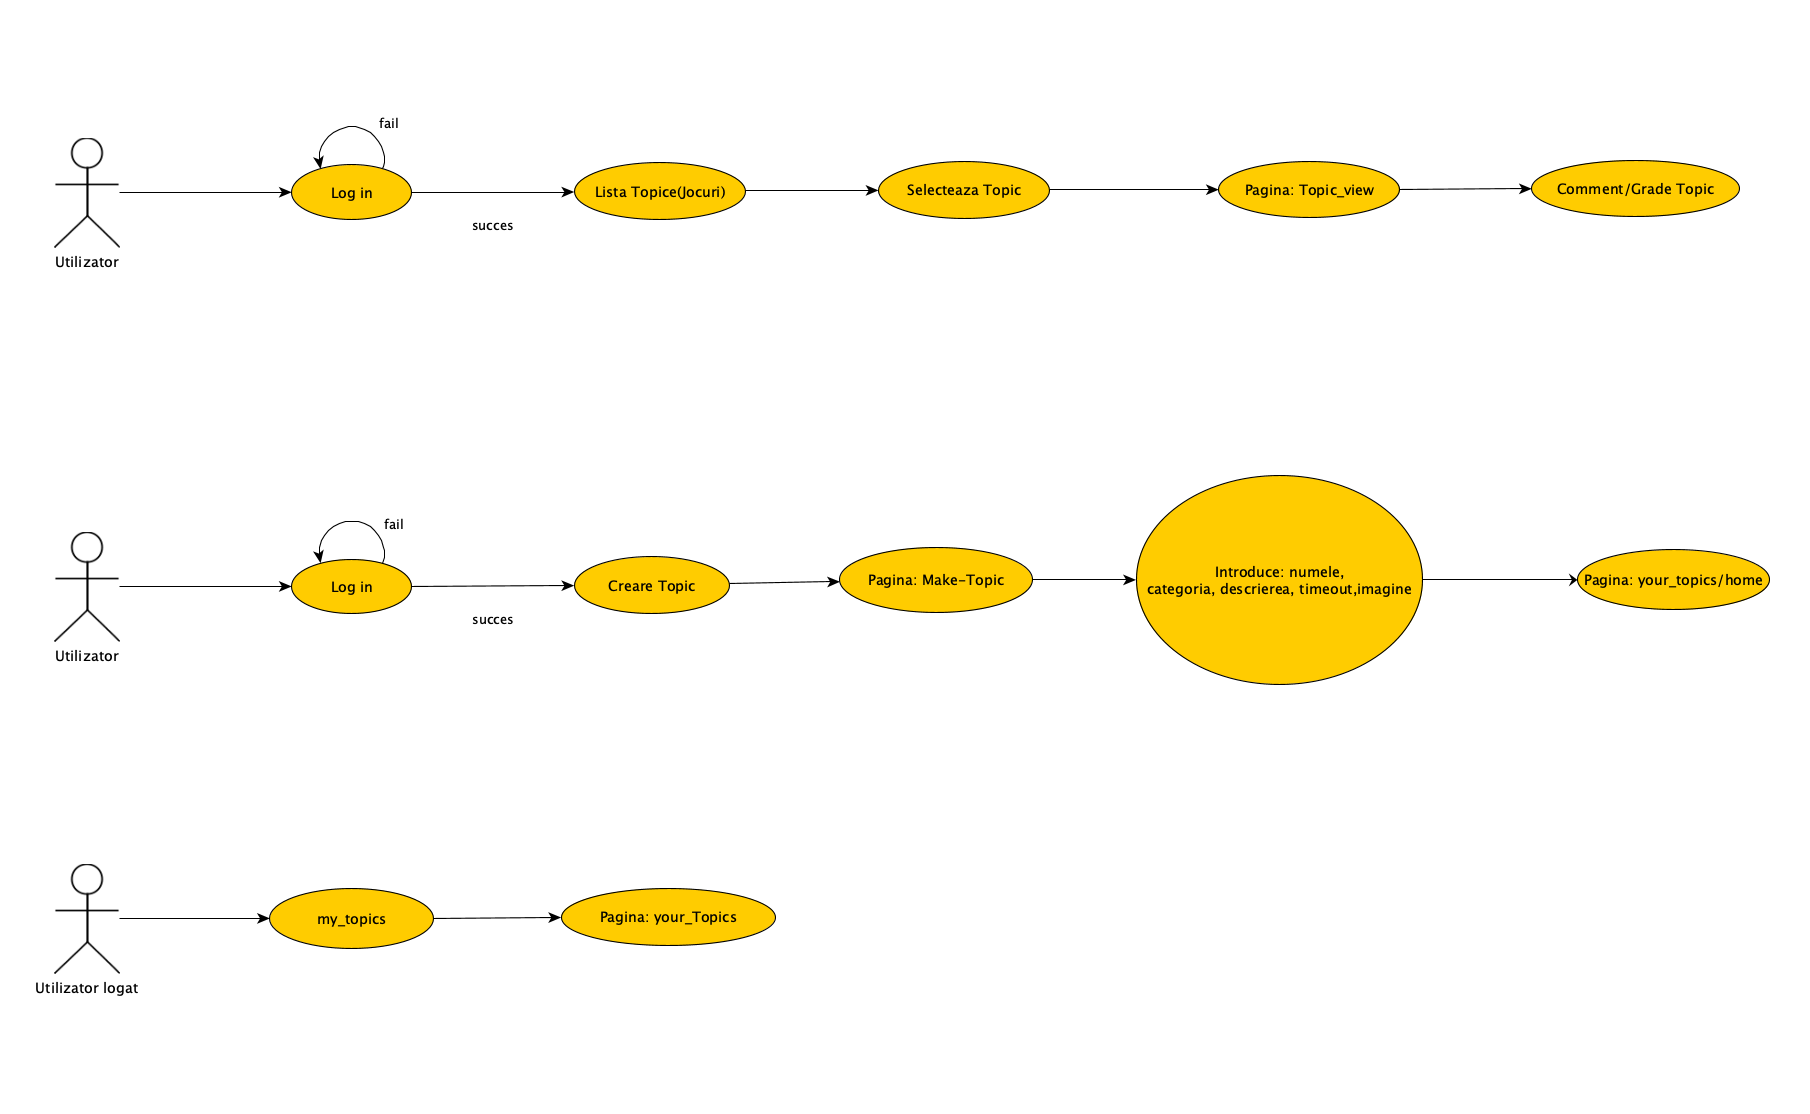 fail
Log in
Lista Topice(Jocuri)
Selecteaza Topic
Pagina: Topic_view
Comment/Grade Topic
succes
Utilizator
fail
Log in
Creare Topic
Pagina: Make-Topic
Introduce: numele,
categoria, descrierea, timeout,imagine
Pagina: your_topics/home
succes
Utilizator
my_topics
Pagina: your_Topics
Utilizator logat